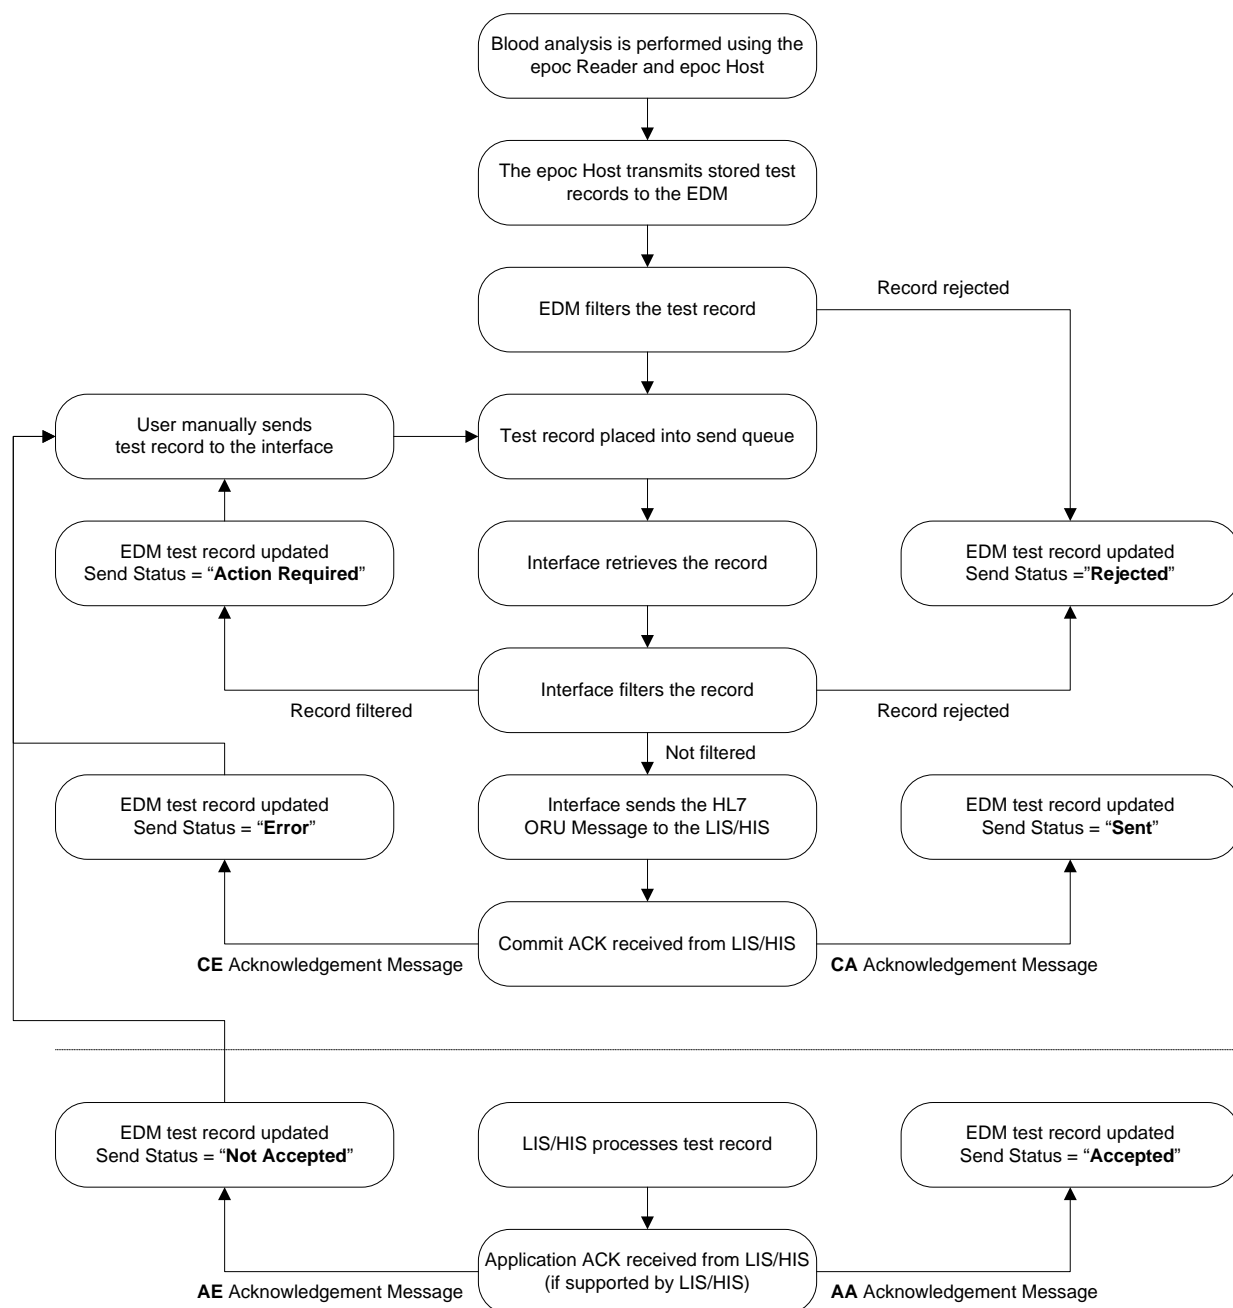 Blood analysis is performed using the
epoc Reader and epoc Host
The epoc Host transmits stored test
records to the EDM
EDM filters the test record
Record rejected
User manually sends
test record to the interface
Test record placed into send queue
EDM test record updated
Send Status = “Action Required”
Interface retrieves the record
EDM test record updated
Send Status =”Rejected”
Interface filters the record
Record filtered
Record rejected
Not filtered
EDM test record updated
Send Status = “Error”
Interface sends the HL7
ORU Message to the LIS/HIS
EDM test record updated
Send Status = “Sent”
Commit ACK received from LIS/HIS
CE Acknowledgement Message
CA Acknowledgement Message
EDM test record updated
Send Status = “Not Accepted”
LIS/HIS processes test record
EDM test record updated
Send Status = “Accepted”
Application ACK received from LIS/HIS
(if supported by LIS/HIS)
AE Acknowledgement Message
AA Acknowledgement Message